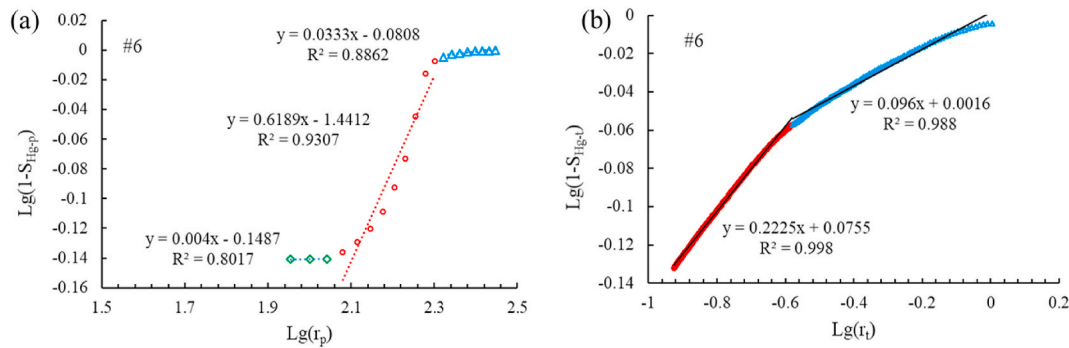 (a)
#6
y = 0.0333x - 0.0808
R² = 0.8862
y = 0.6189x - 1.4412
R² = 0.9307
y = 0.004x - 0.1487
R² = 0.8017
Lg(1-S_Hg-p)
0.02
0
-0.02
-0.04
-0.06
-0.08
-0.1
-0.12
-0.14
-0.16
1.5
1.7
1.9
2.1
2.3
2.5
Lg(r_p)
(b)
#6
y = 0.096x + 0.0016
R² = 0.988
y = 0.2225x + 0.0755
R² = 0.998
Lg(1-S_Hg-t)
0
-0.02
-0.04
-0.06
-0.08
-0.1
-0.12
-0.14
-1
-0.8
-0.6
-0.4
-0.2
0
0.2
Lg(r_t)